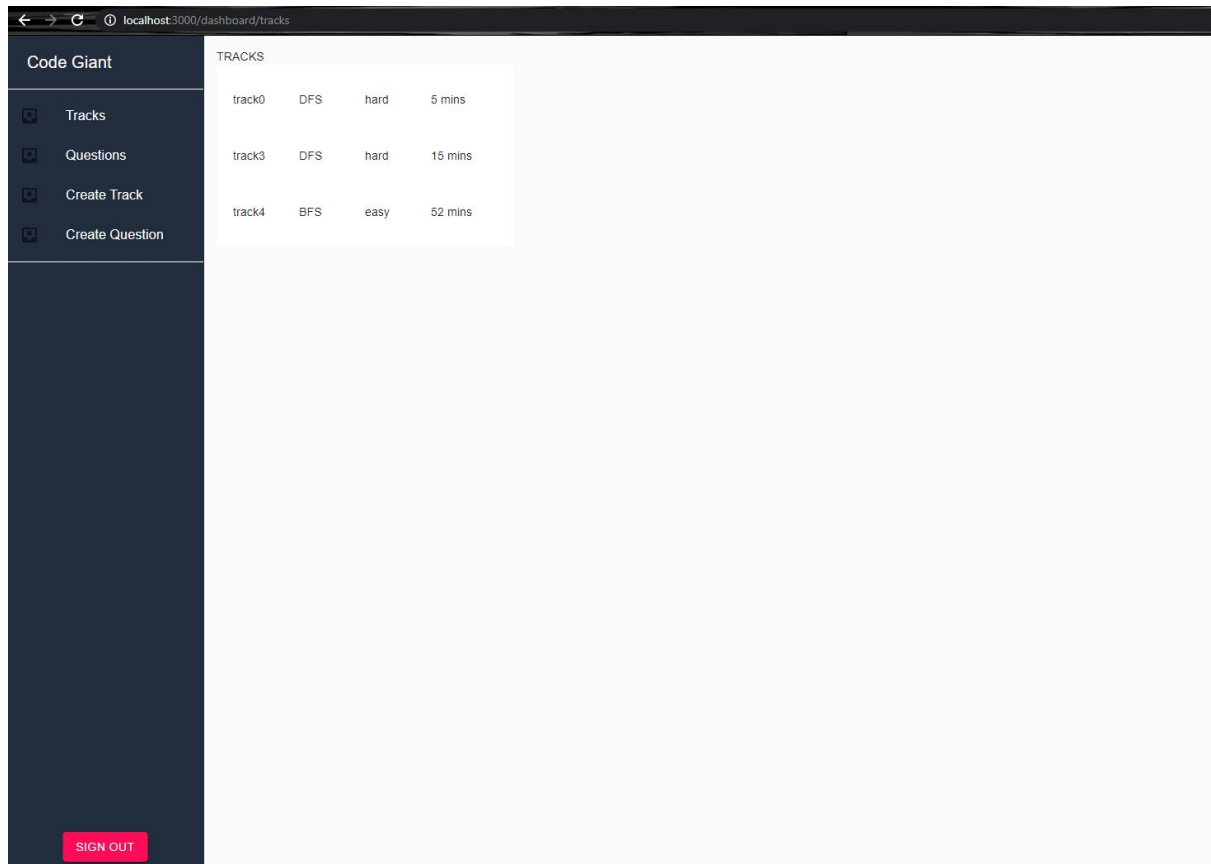 localhost:3000/dashboard/tracks
Code Giant
Tracks
Questions
Create Track
Create Question
SIGN OUT
TRACKS
track0 DFS hard 5 mins
track3 DFS hard 15 mins
track4 BFS easy 52 mins